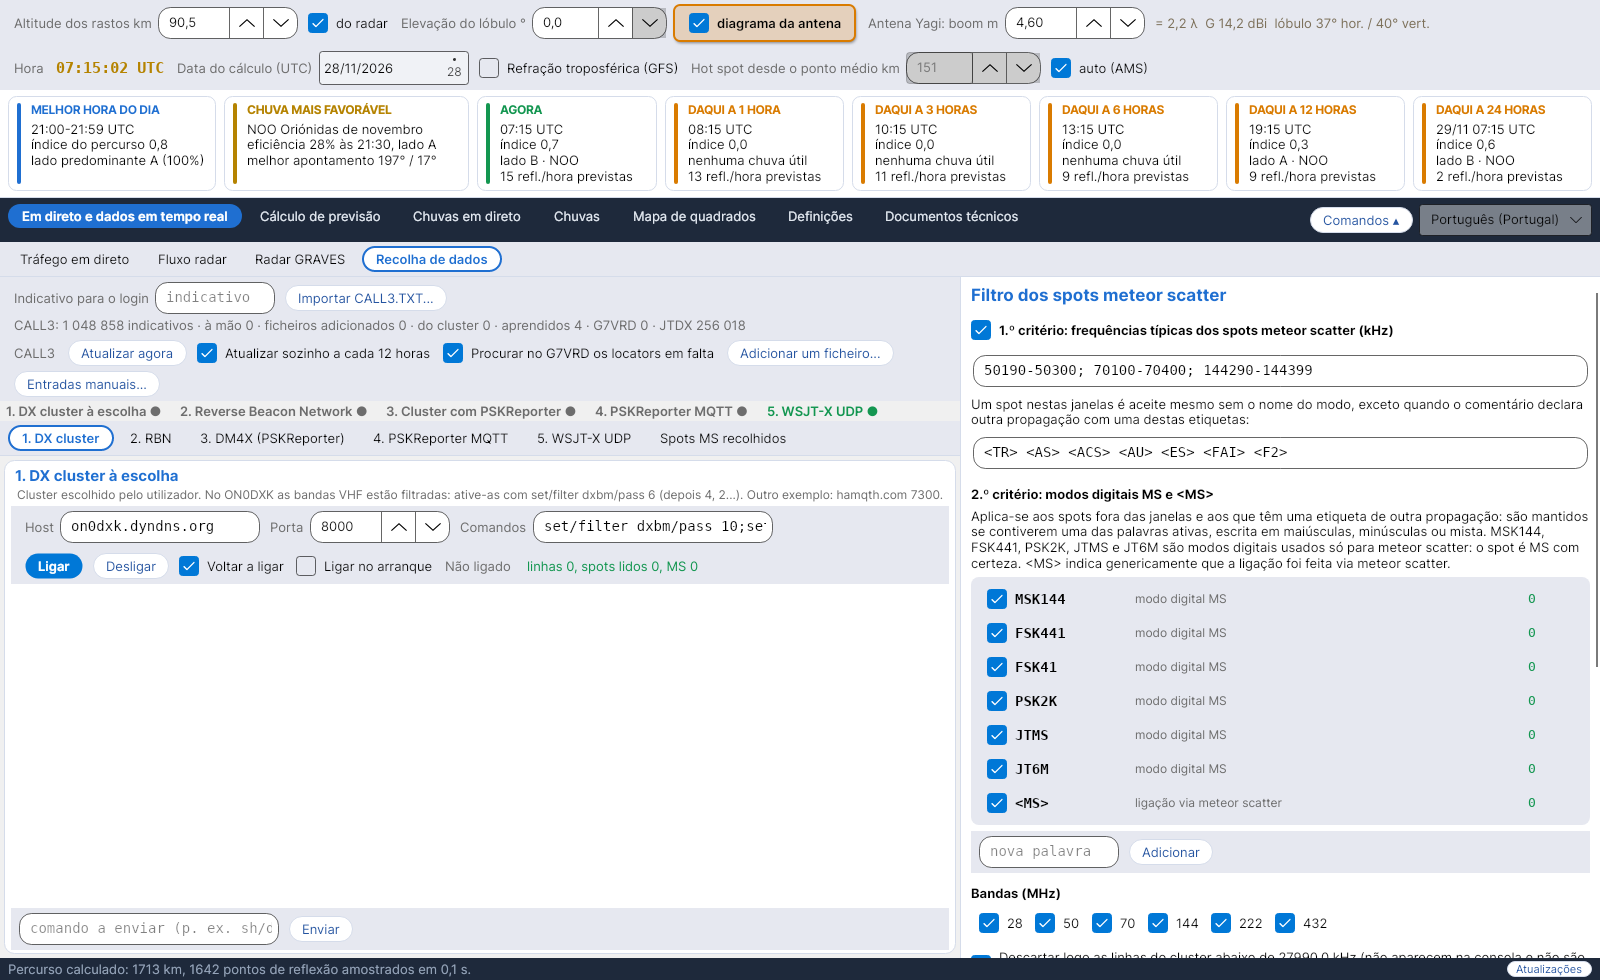 Altitude dos rastos km 90,5 do radar Elevação do lóbulo ° 0,0 diagrama da antena Antena Yagi: boom m 4,60 = 2,2 λ G 14,2 dBi lóbulo 37° hor. / 40° vert.
Hora 07:15:02 UTC Data do cálculo (UTC) 28/11/2026 28 Refração troposférica (GFS) Hot spot desde o ponto médio km 151 auto (AMS)
MELHOR HORA DO DIA
21:00-21:59 UTC
índice do percurso 0,8
lado predominante A (100%)
CHUVA MAIS FAVORÁVEL
NOO Oriónidas de novembro
eficiência 28% às 21:30, lado A
melhor apontamento 197° / 17°
AGORA
07:15 UTC
índice 0,7
lado B · NOO
15 refl./hora previstas
DAQUI A 1 HORA
08:15 UTC
índice 0,0
nenhuma chuva útil
13 refl./hora previstas
DAQUI A 3 HORAS
10:15 UTC
índice 0,0
nenhuma chuva útil
11 refl./hora previstas
DAQUI A 6 HORAS
13:15 UTC
índice 0,0
nenhuma chuva útil
9 refl./hora previstas
DAQUI A 12 HORAS
19:15 UTC
índice 0,3
lado A · NOO
9 refl./hora previstas
DAQUI A 24 HORAS
29/11 07:15 UTC
índice 0,6
lado B · NOO
2 refl./hora previstas
Em direto e dados em tempo real Cálculo de previsão Chuvas em direto Chuvas Mapa de quadrados Definições Documentos técnicos Comandos ▴ Português (Portugal)
Tráfego em direto Fluxo radar Radar GRAVES Recolha de dados
Indicativo para o login indicativo Importar CALL3.TXT...
CALL3: 1 048 858 indicativos · à mão 0 · ficheiros adicionados 0 · do cluster 0 · aprendidos 4 · G7VRD 0 · JTDX 256 018
CALL3 Atualizar agora Atualizar sozinho a cada 12 horas Procurar no G7VRD os locators em falta Adicionar um ficheiro...
Entradas manuais...
1. DX cluster à escolha ● 2. Reverse Beacon Network ● 3. Cluster com PSKReporter ● 4. PSKReporter MQTT ● 5. WSJT-X UDP ●
1. DX cluster 2. RBN 3. DM4X (PSKReporter) 4. PSKReporter MQTT 5. WSJT-X UDP Spots MS recolhidos
1. DX cluster à escolha
Cluster escolhido pelo utilizador. No ON0DXK as bandas VHF estão filtradas: ative-as com set/filter dxbm/pass 6 (depois 4, 2...). Outro exemplo: hamqth.com 7300.
Host on0dxk.dyndns.org Porta 8000 Comandos set/filter dxbm/pass 10;se
Ligar Desligar Voltar a ligar Ligar no arranque Não ligado linhas 0, spots lidos 0, MS 0
comando a enviar (p. ex. sh/d Enviar
Filtro dos spots meteor scatter
1.º critério: frequências típicas dos spots meteor scatter (kHz)
50190-50300; 70100-70400; 144290-144399
Um spot nestas janelas é aceite mesmo sem o nome do modo, exceto quando o comentário declara
outra propagação com uma destas etiquetas:
<TR> <AS> <ACS> <AU> <ES> <FAI> <F2>
2.º critério: modos digitais MS e <MS>
Aplica-se aos spots fora das janelas e aos que têm uma etiqueta de outra propagação: são mantidos
se contiverem uma das palavras ativas, escrita em maiúsculas, minúsculas ou mista. MSK144,
FSK441, PSK2K, JTMS e JT6M são modos digitais usados só para meteor scatter: o spot é MS com
certeza. <MS> indica genericamente que a ligação foi feita via meteor scatter.
MSK144 modo digital MS 0
FSK441 modo digital MS 0
FSK41 modo digital MS 0
PSK2K modo digital MS 0
JTMS modo digital MS 0
JT6M modo digital MS 0
<MS> ligação via meteor scatter 0
nova palavra Adicionar
Bandas (MHz)
28 50 70 144 222 432
Descartar logo as linhas do cluster abaixo de 27990,0 kHz (não aparecem na consola e não são
Percurso calculado: 1713 km, 1642 pontos de reflexão amostrados em 0,1 s. Atualizações